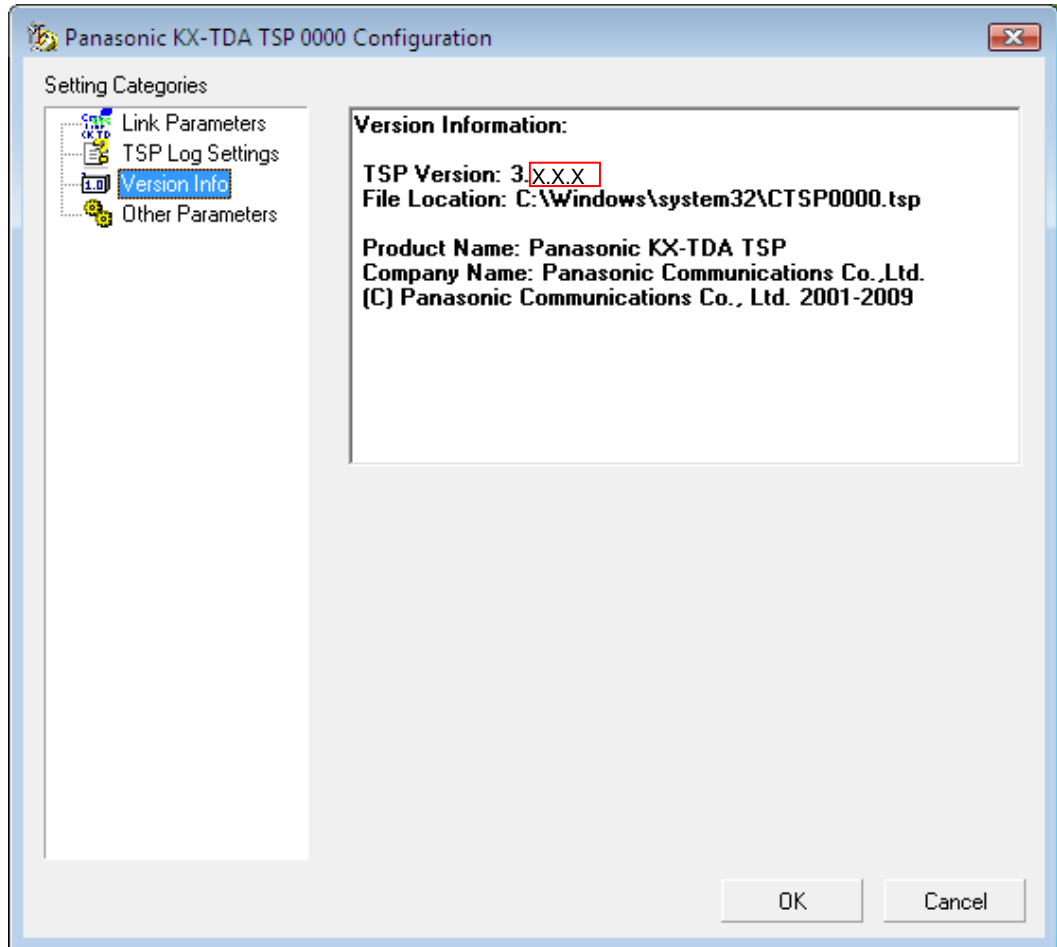 Panasonic KX-TDA TSP 0000 Configuration
Setting Categories
Link Parameters
TSP Log Settings
Version Info
Other Parameters
Version Information:
TSP Version: 3.X.X.X
File Location: C:\Windows\system32\CTSP0000.tsp
Product Name: Panasonic KX-TDA TSP
Company Name: Panasonic Communications Co.,Ltd.
(C) Panasonic Communications Co., Ltd. 2001-2009
OK
Cancel